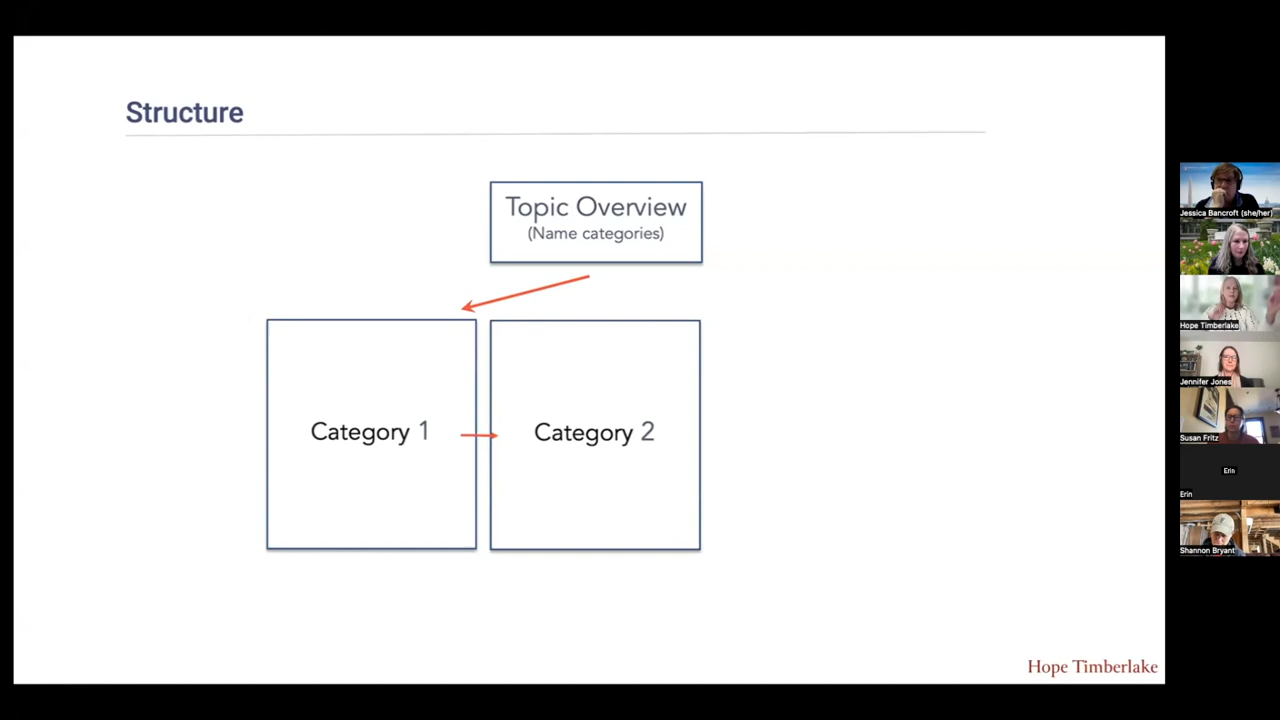 Structure
Topic Overview
(Name categories)
Category 1
Category 2
Hope Timberlake
Jessica Bancroft (she/her)
Hope Timberlake
Jennifer Jones
Susan Fritz
Erin
Erin
Shannon Bryant